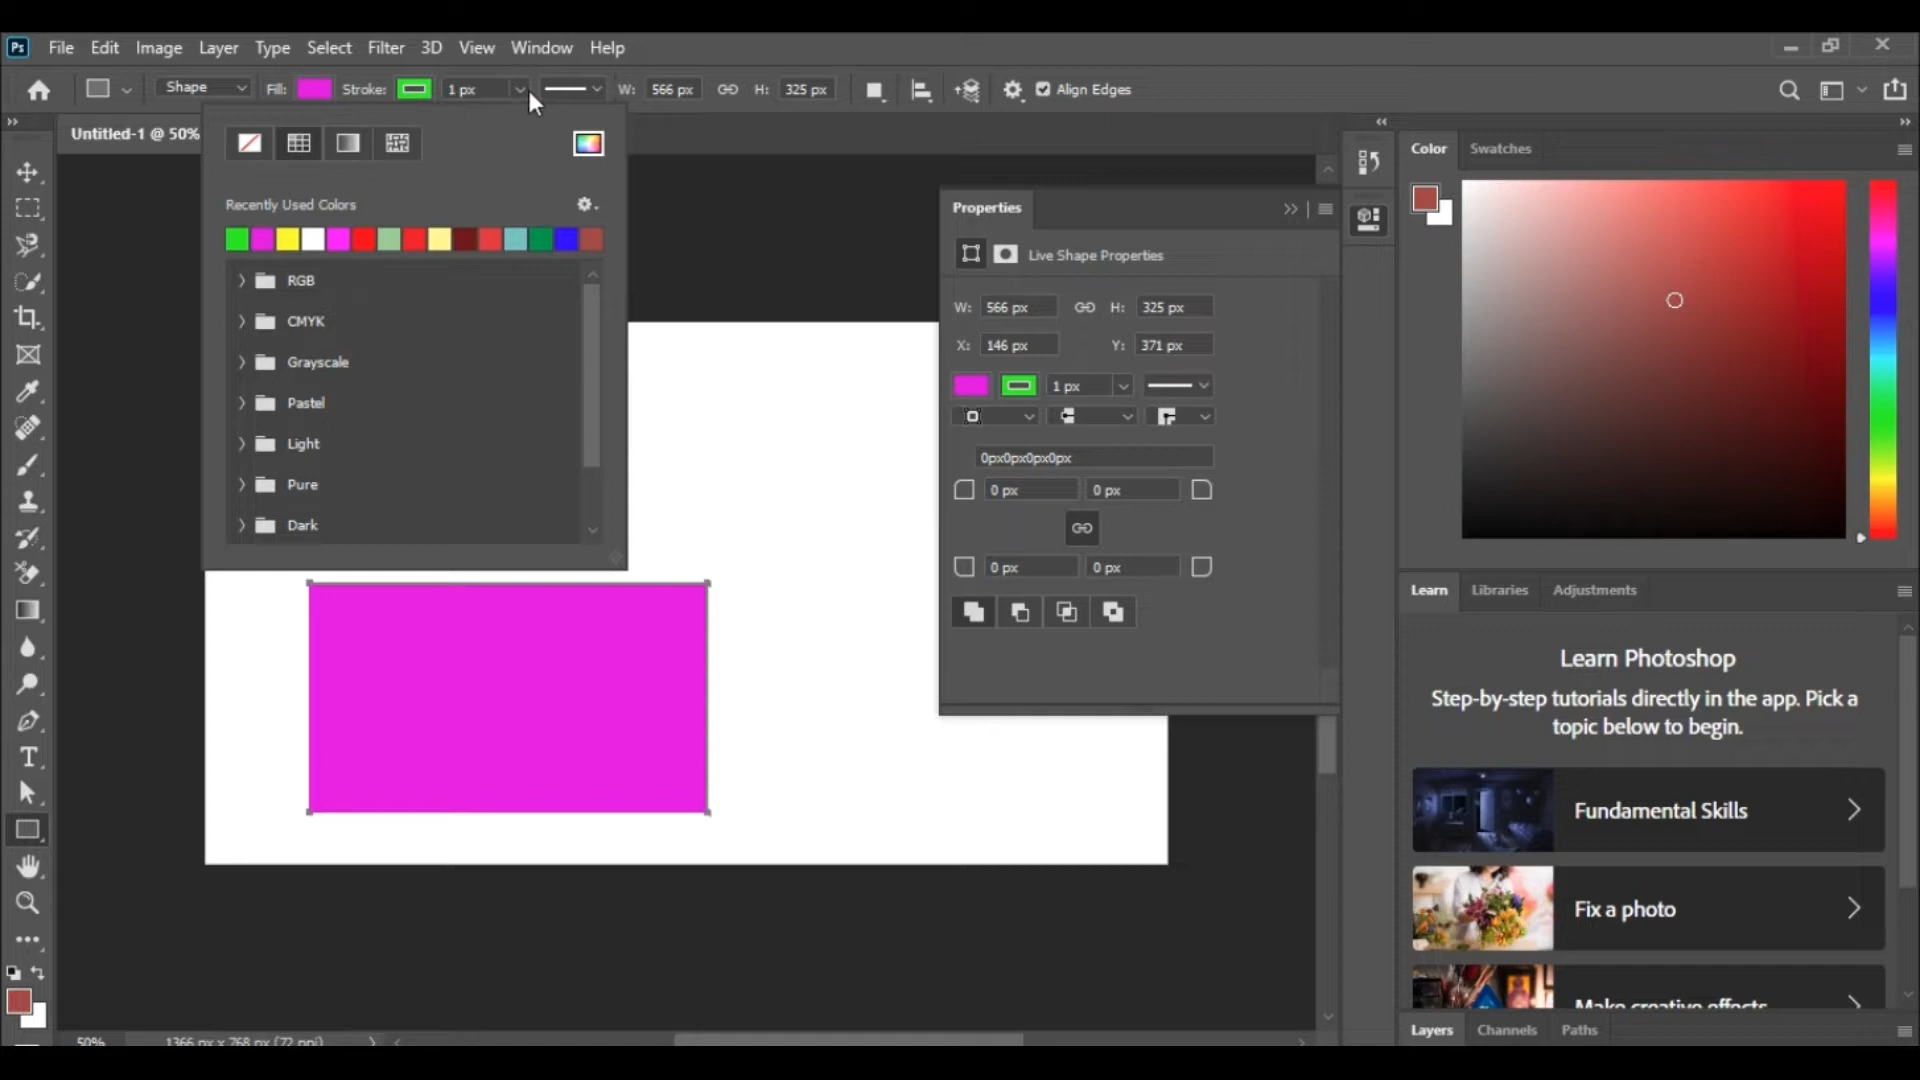 Ps File Edit Image Layer Type Select Filter 3D View Window Help
Shape Fill: Stroke: 1 px W: 566 px H: 325 px Align Edges
Untitled-1 @ 50%
Recently Used Colors
RGB
CMYK
Grayscale
Pastel
Light
Pure
Dark
Properties
Live Shape Properties
W: 566 px H: 325 px
X: 146 px Y: 371 px
1 px
0px0px0px0px
0 px 0 px
0 px 0 px
Color Swatches
Learn Libraries Adjustments
Learn Photoshop
Step-by-step tutorials directly in the app. Pick a
topic below to begin.
Fundamental Skills
Fix a photo
Make creative effects
Layers Channels Paths
50% 1366 px x 768 px (72 ppi)